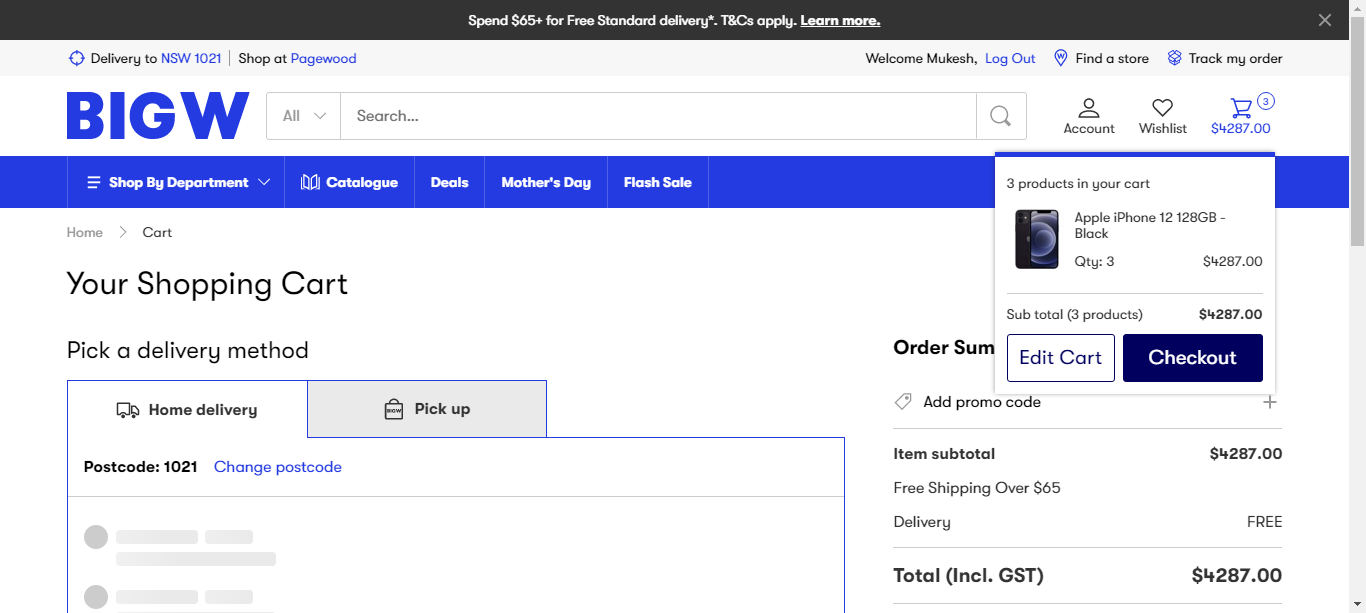 Spend $65+ for Free Standard delivery*. T&Cs apply. Learn more.
Delivery to NSW 1021 Shop at Pagewood
Welcome Mukesh, Log Out Find a store Track my order
BIGW
All Search...
Account Wishlist $4287.00
3
Shop By Department Catalogue Deals Mother's Day Flash Sale
3 products in your cart
Apple iPhone 12 128GB -
Black
Qty: 3 $4287.00
Sub total (3 products) $4287.00
Edit Cart Checkout
Home Cart
Your Shopping Cart
Pick a delivery method
Home delivery
BIGW Pick up
Postcode: 1021 Change postcode
Order Sum
Add promo code
Item subtotal $4287.00
Free Shipping Over $65
Delivery FREE
Total (Incl. GST) $4287.00